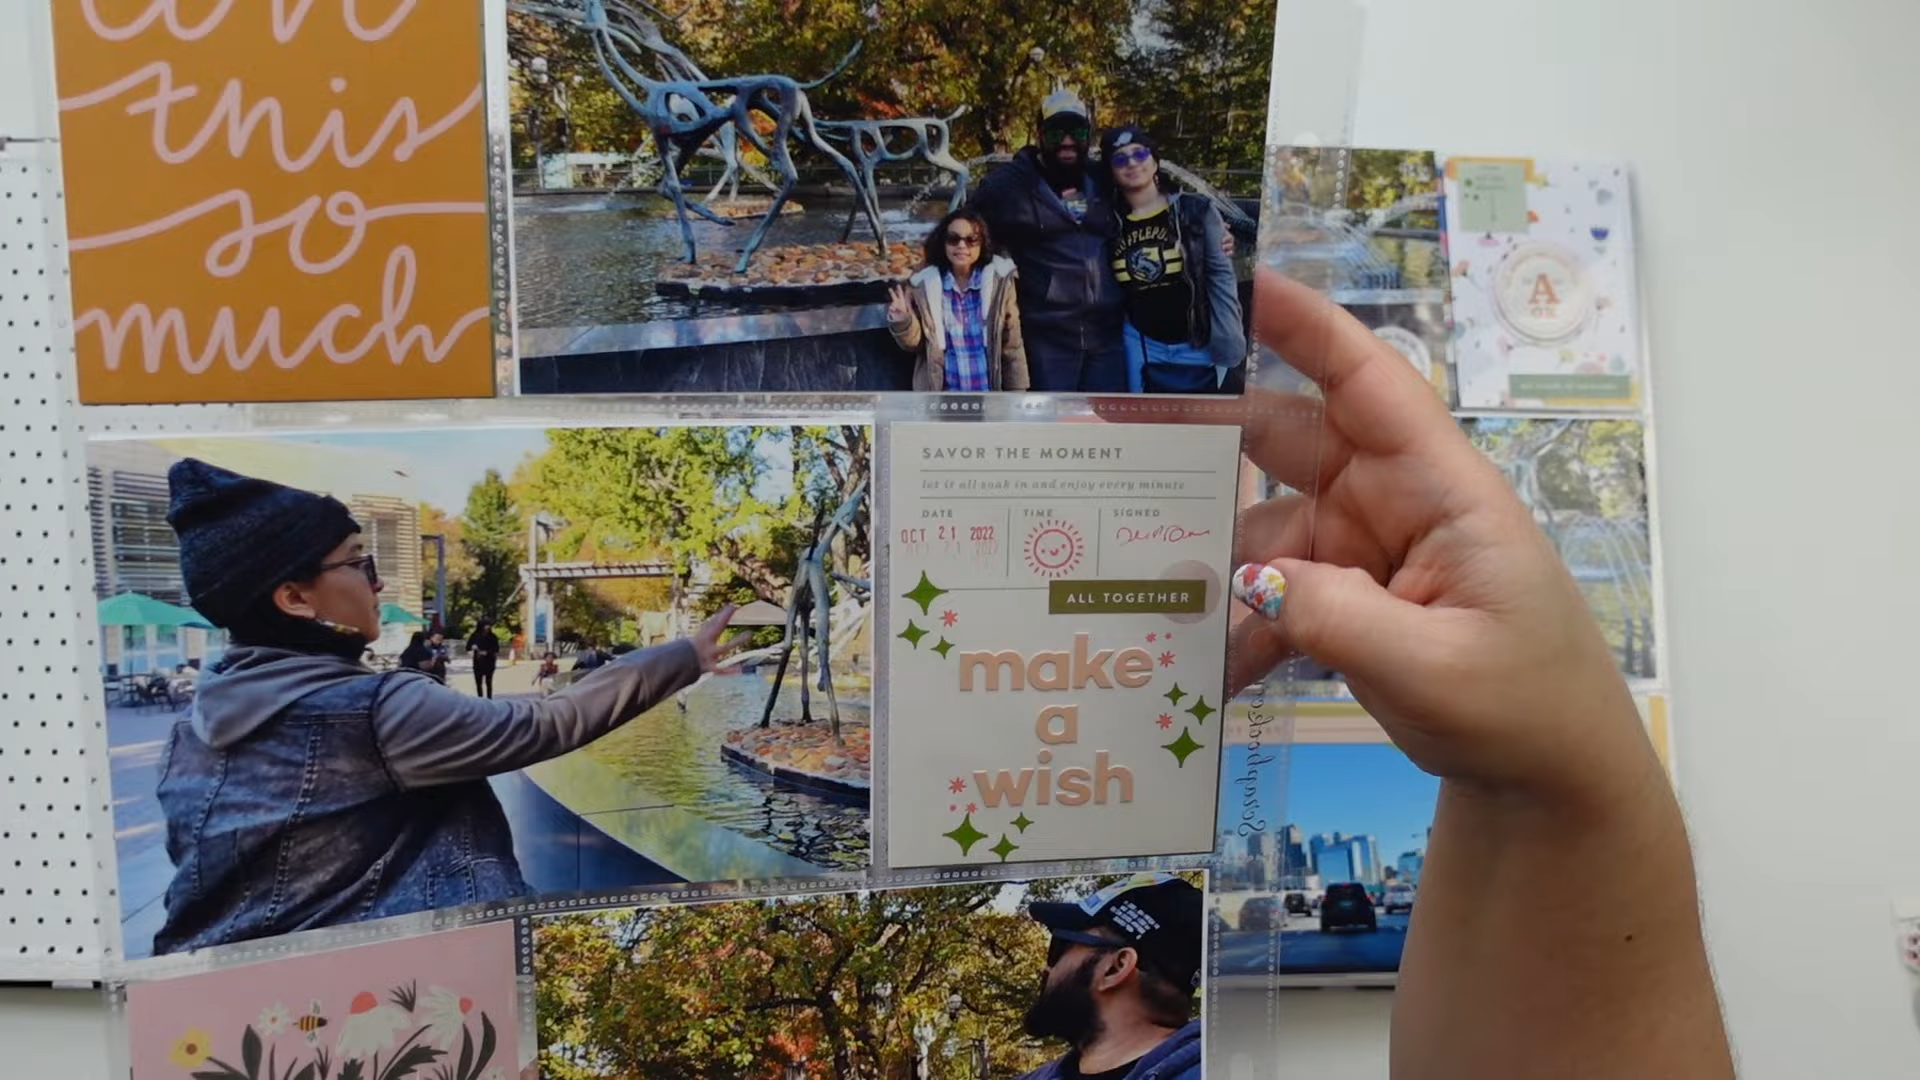 this
so
much
SAVOR THE MOMENT
let it all soak in and enjoy every minute
DATE TIME SIGNED
OCT 21 2022
ALL TOGETHER
make
a
wish
A
OK